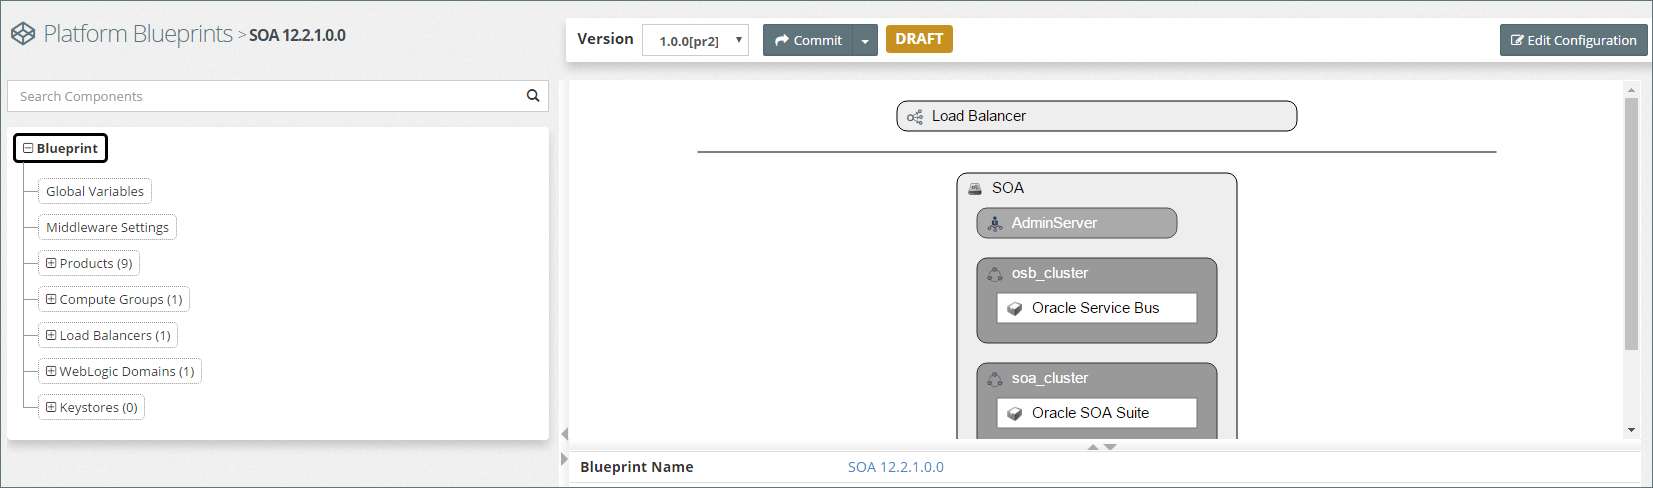 Platform Blueprints > SOA 12.2.1.0.0
Version 1.0.0[pr2] Commit DRAFT Edit Configuration
Search Components
Blueprint
Global Variables
Middleware Settings
Products (9)
Compute Groups (1)
Load Balancers (1)
WebLogic Domains (1)
Keystores (0)
Load Balancer
SOA
AdminServer
osb_cluster
Oracle Service Bus
soa_cluster
Oracle SOA Suite
Blueprint Name SOA 12.2.1.0.0